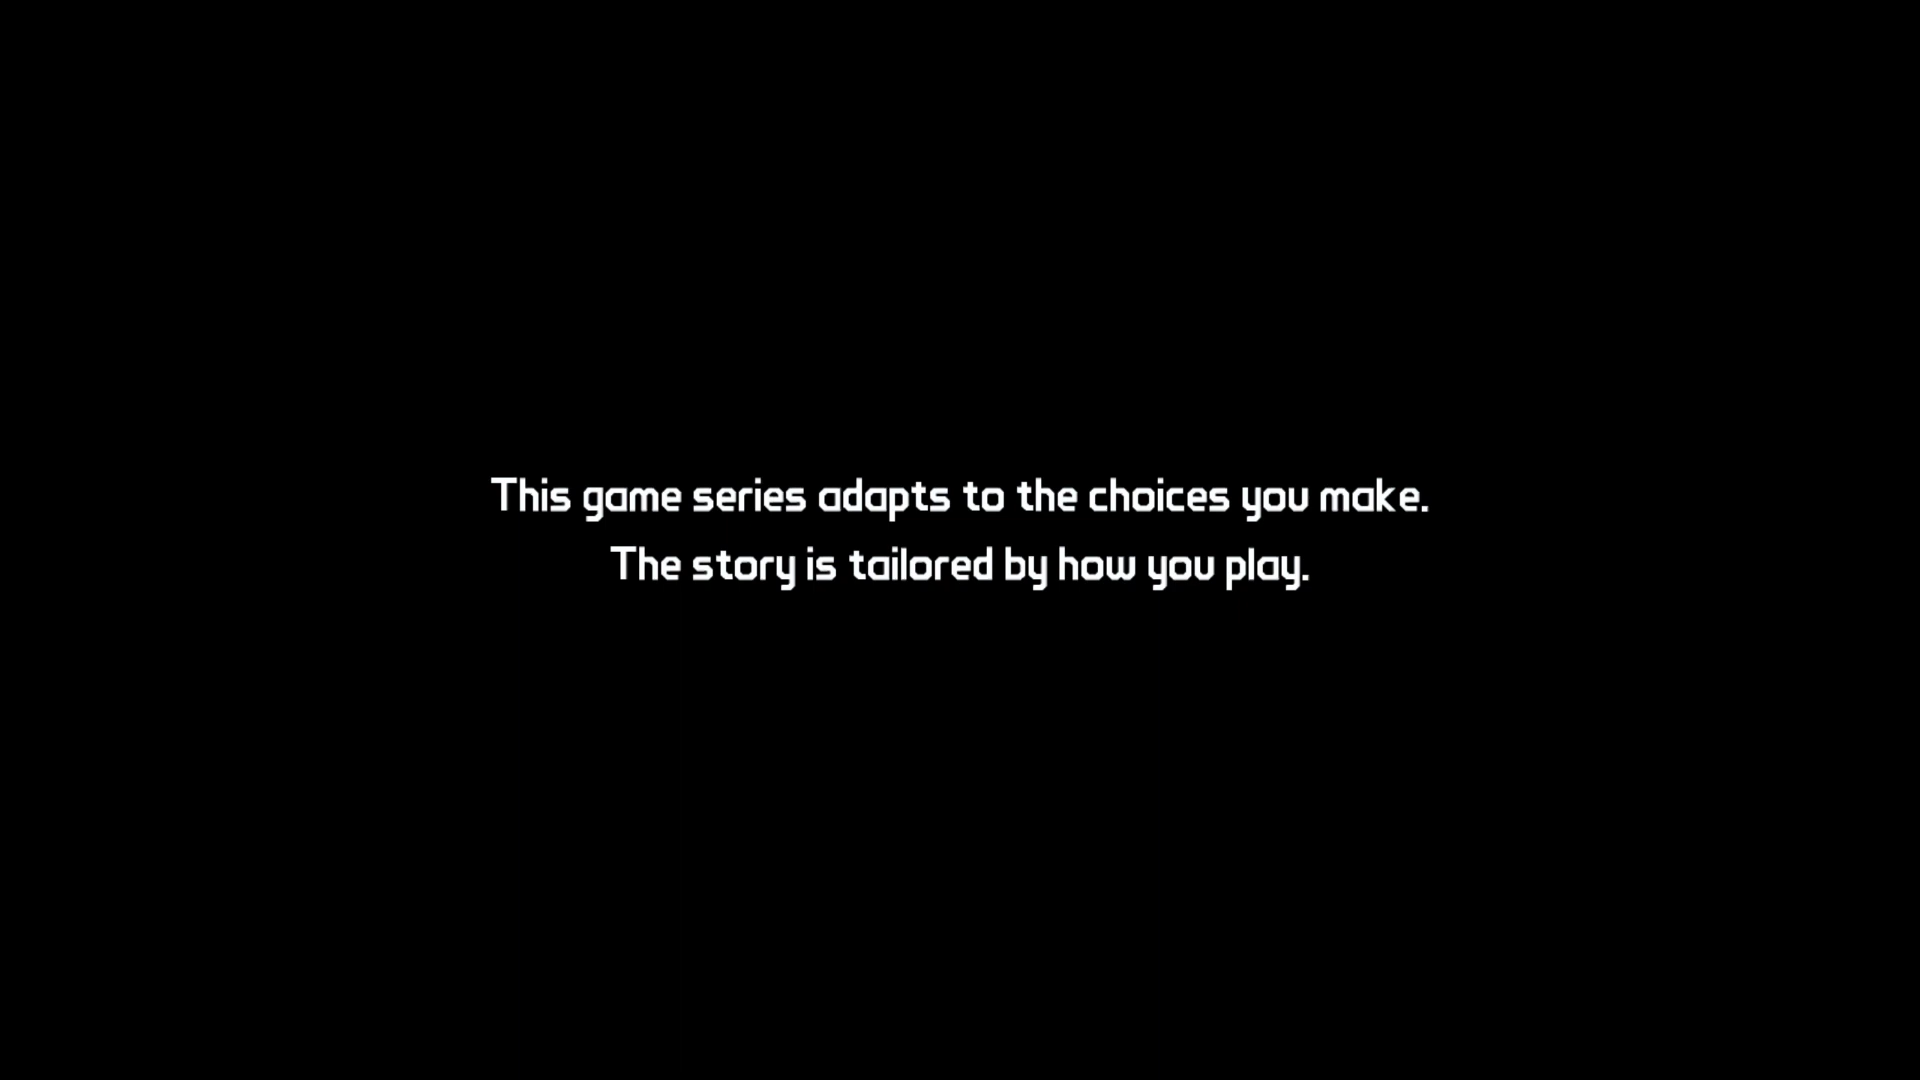 This game series adapts to the choices you make.
The story is tailored by how you play.